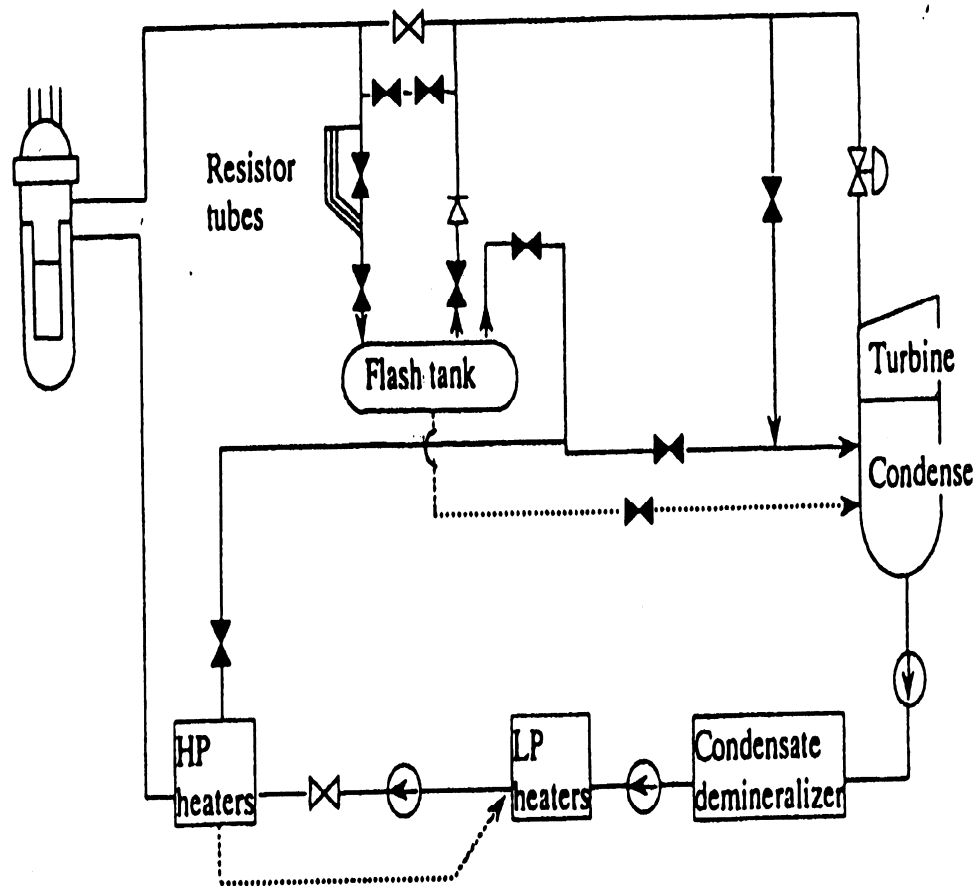 Resistor
tubes
Flash tank
Turbine
Condense
HP
heaters
LP
heaters
Condensate
demineralizer